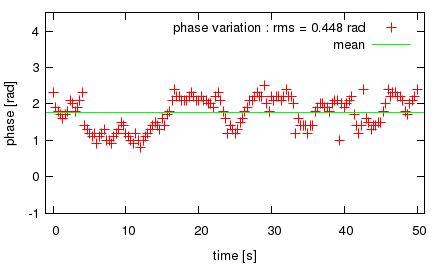 phase variation : rms = 0.448 rad
mean
4
3
2
1
0
-1
phase [rad]
0 10 20 30 40 50
time [s]